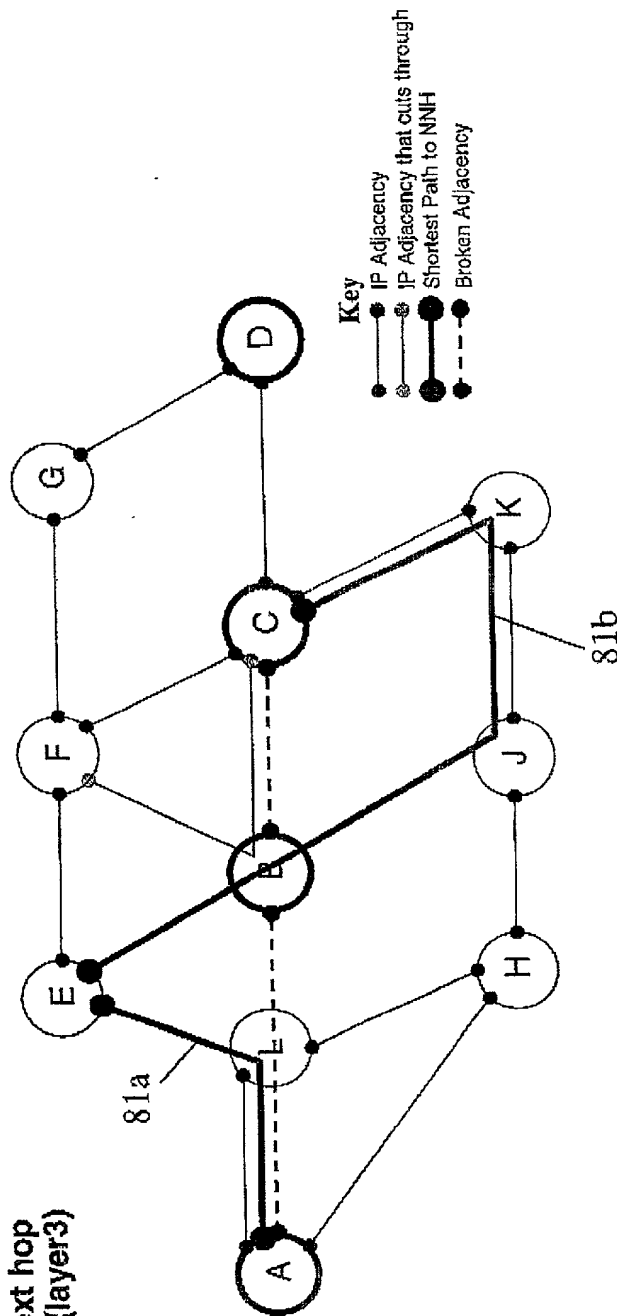 ext hop
(layer3)
G
F
E
D
C
B
L
A
K
J
H
81a
81b
Key
IP Adjacency
IP Adjacency that cuts through
Shortest Path to NNH
Broken Adjacency